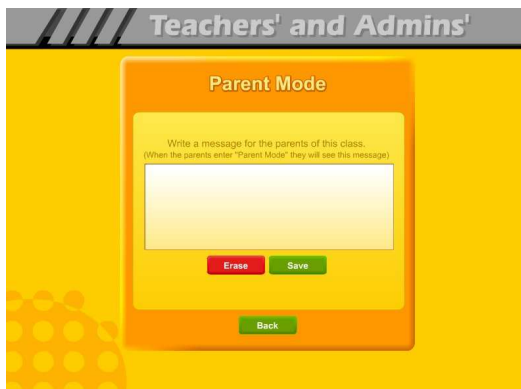 Teachers' and Admins'
Parent Mode
Write a message for the parents of this class.
(When the parents enter "Parent Mode" they will see this message)
Erase
Save
Back